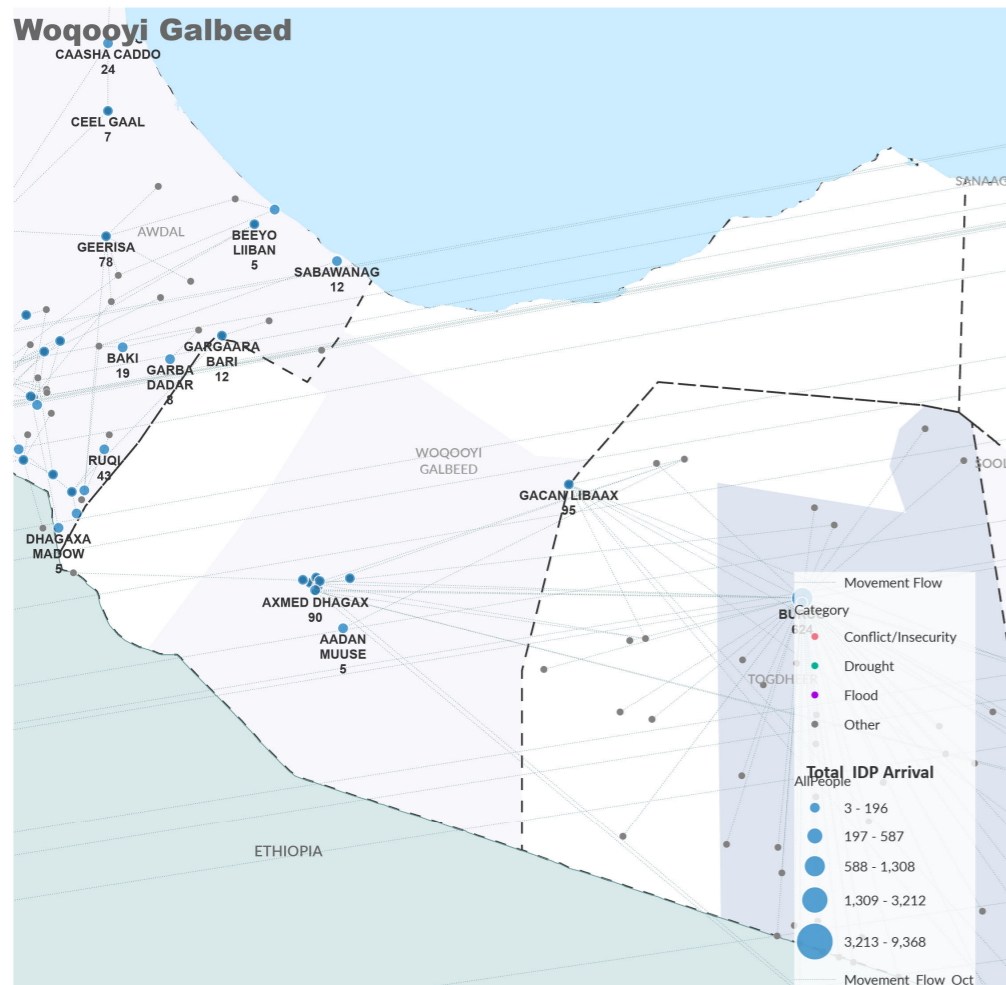 Woqooyi Galbeed
CAASHA CADDO
24
CEEL GAAL
7
SANAAG
AWDAL
GEERISA
78
BEEYO
LIIBAN
5
SABAWANAG
12
BAKI
19
GARBA
DADAR
8
GARGAARA
BARI
12
RUQI
43
WOQOOYI
GALBEED
SOOL
GACAN LIBAAX
95
DHAGAXA
MADOW
5
AXMED DHAGAX
90
AADAN
MUUSE
5
624
TOGDHEER
ETHIOPIA
Movement Flow
Category
Conflict/Insecurity
Drought
Flood
Other
Total IDP Arrival
AllPeople
3 - 196
197 - 587
588 - 1,308
1,309 - 3,212
3,213 - 9,368
Movement Flow Oct